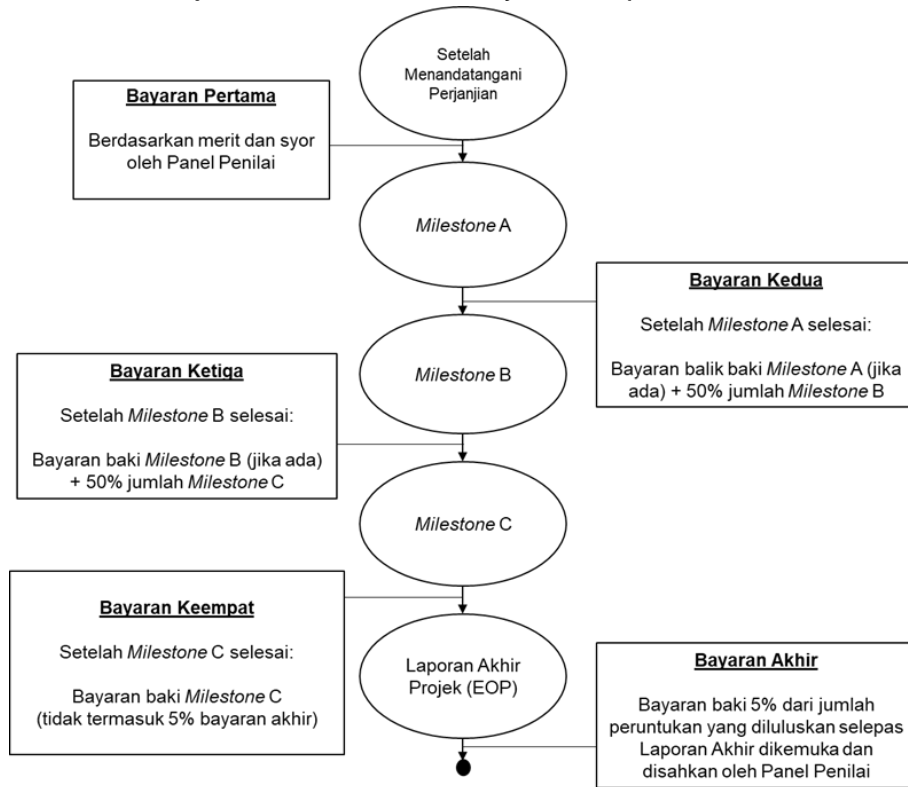 Setelah
Menandatangani
Perjanjian
Bayaran Pertama
Berdasarkan merit dan syor
oleh Panel Penilai
Milestone A
Bayaran Kedua
Setelah Milestone A selesai:
Bayaran balik baki Milestone A (jika
ada) + 50% jumlah Milestone B
Milestone B
Bayaran Ketiga
Setelah Milestone B selesai:
Bayaran baki Milestone B (jika ada)
+ 50% jumlah Milestone C
Milestone C
Bayaran Keempat
Setelah Milestone C selesai:
Bayaran baki Milestone C
(tidak termasuk 5% bayaran akhir)
Laporan Akhir
Projek (EOP)
Bayaran Akhir
Bayaran baki 5% dari jumlah
peruntukan yang diluluskan selepas
Laporan Akhir dikemuka dan
disahkan oleh Panel Penilai